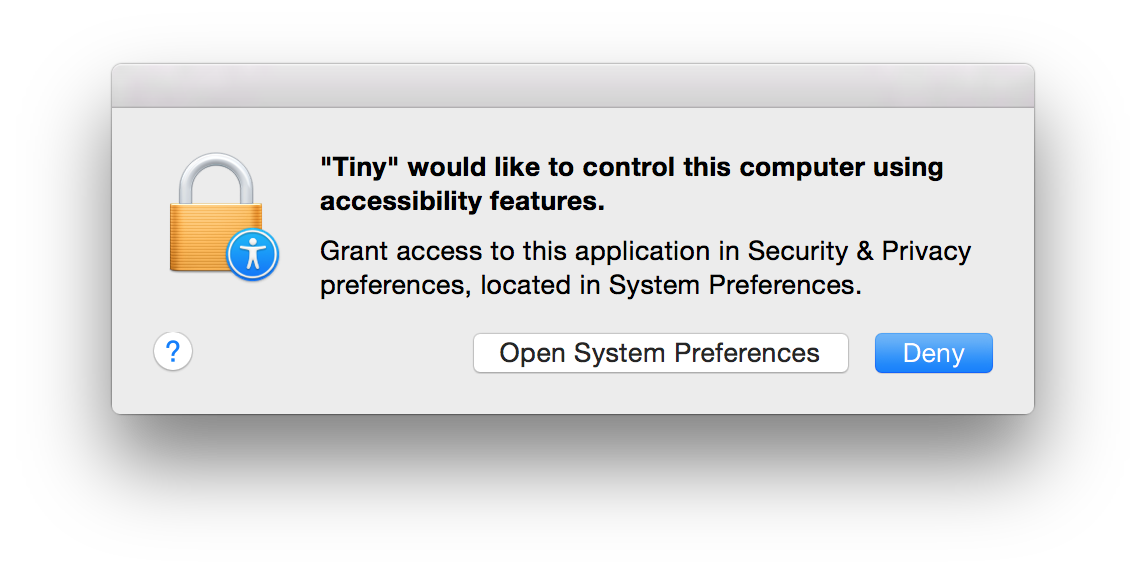 "Tiny" would like to control this computer using
accessibility features.
Grant access to this application in Security & Privacy
preferences, located in System Preferences.
?
Open System Preferences
Deny